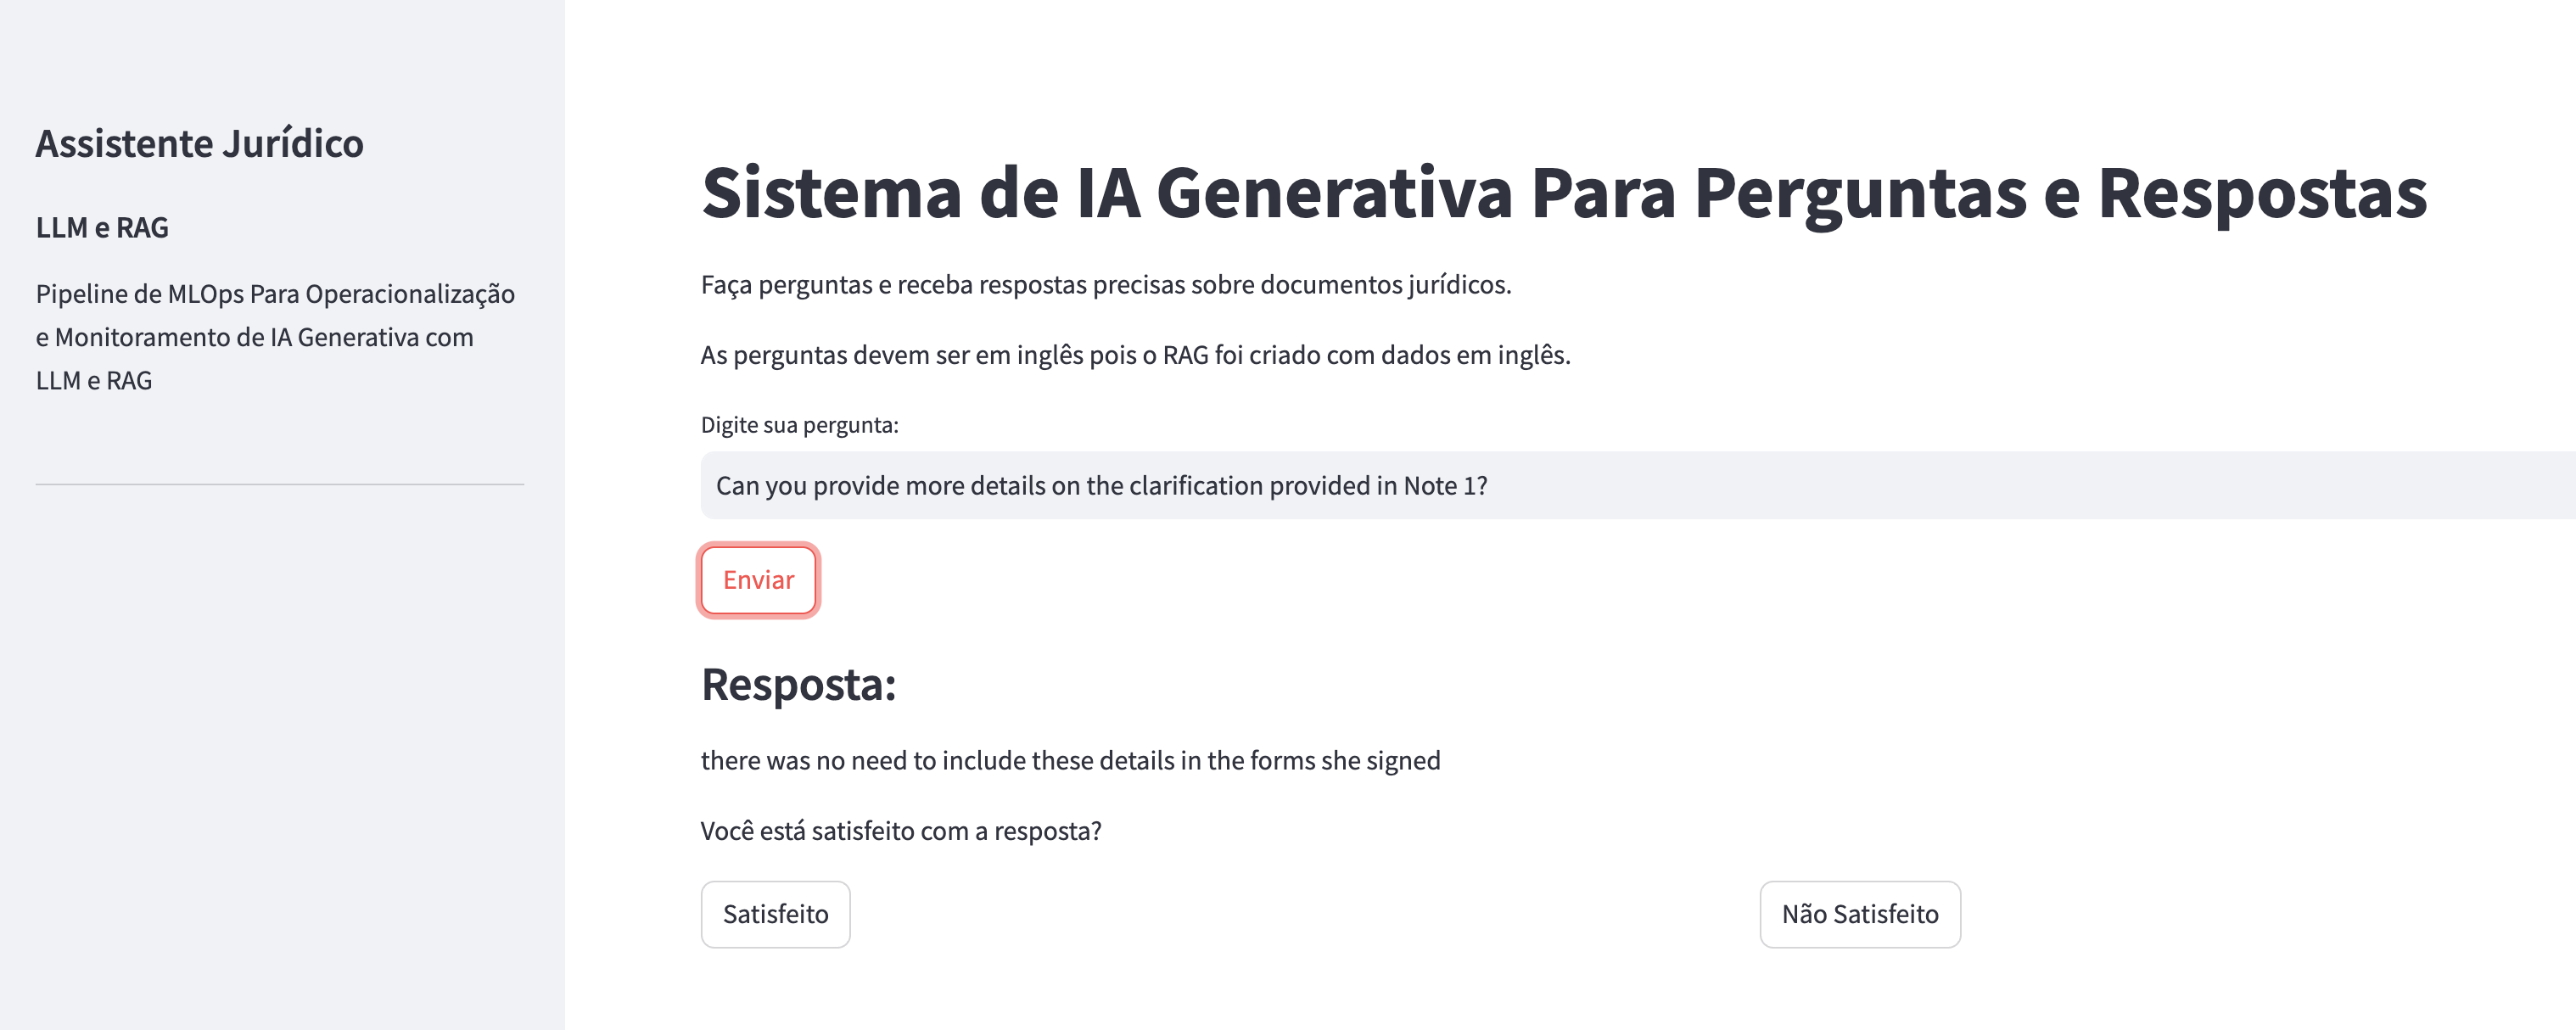 Assistente Jurídico
LLM e RAG
Pipeline de MLOps Para Operacionalização
e Monitoramento de IA Generativa com
LLM e RAG
Sistema de IA Generativa Para Perguntas e Respostas
Faça perguntas e receba respostas precisas sobre documentos jurídicos.
As perguntas devem ser em inglês pois o RAG foi criado com dados em inglês.
Digite sua pergunta:
Can you provide more details on the clarification provided in Note 1?
Enviar
Resposta:
there was no need to include these details in the forms she signed
Você está satisfeito com a resposta?
Satisfeito
Não Satisfeito